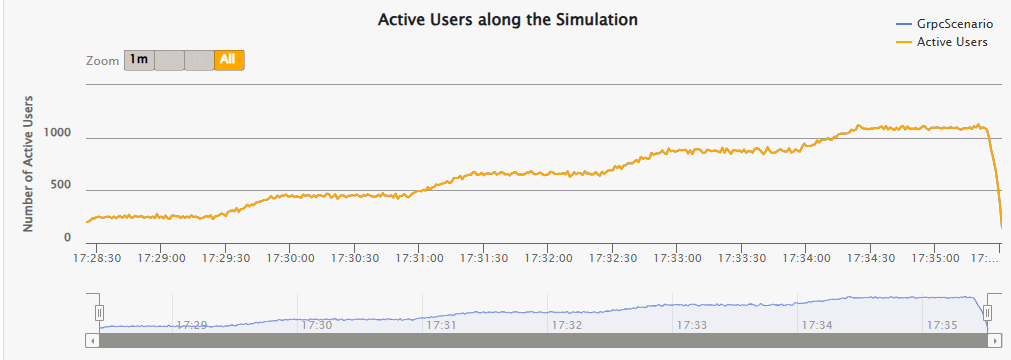 Active Users along the Simulation
GrpcScenario
Active Users
Zoom 1m All
Number of Active Users
1000
500
0
17:28:30 17:29:00 17:29:30 17:30:00 17:30:30 17:31:00 17:31:30 17:32:00 17:32:30 17:33:00 17:33:30 17:34:00 17:34:30 17:35:00 17:...
17:29 17:30 17:31 17:32 17:33 17:34 17:35